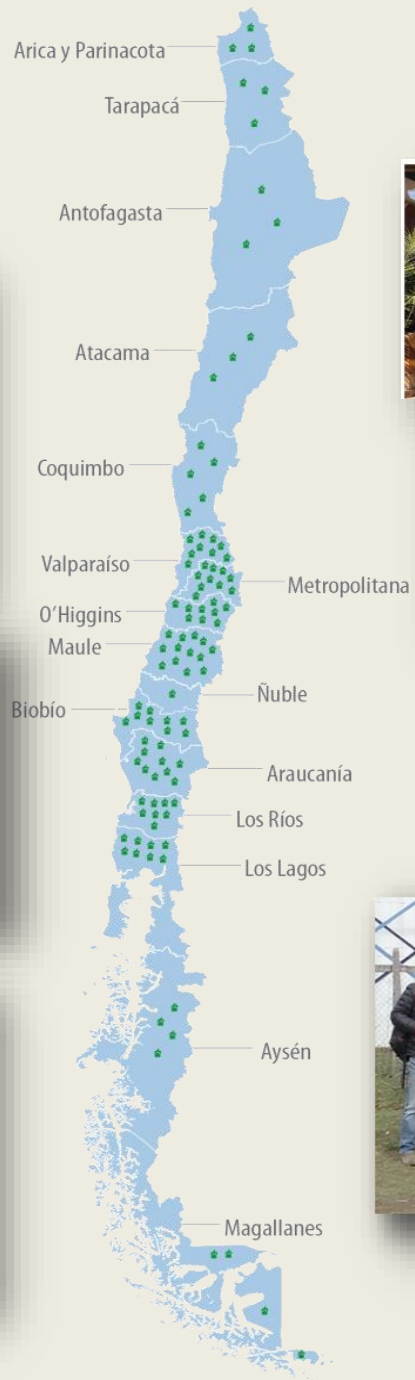 Arica y Parinacota
Tarapacá
Antofagasta
Atacama
Coquimbo
Valparaíso
Metropolitana
O'Higgins
Maule
Ñuble
Biobío
Araucanía
Los Ríos
Los Lagos
Aysén
Magallanes